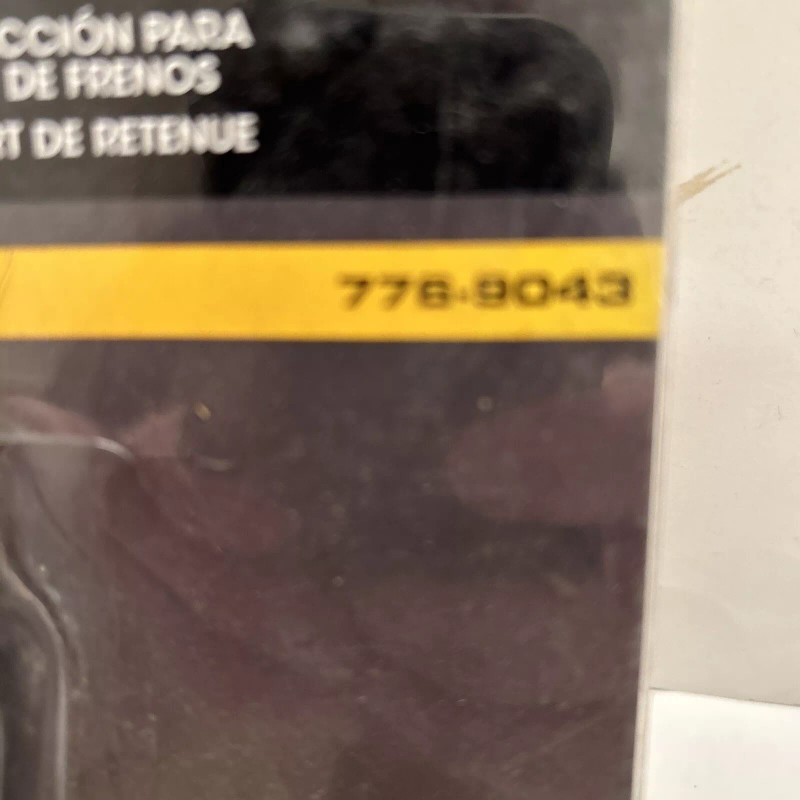 CCIÓN PARA
DE FRENOS
RT DE RETENUE
776-9043